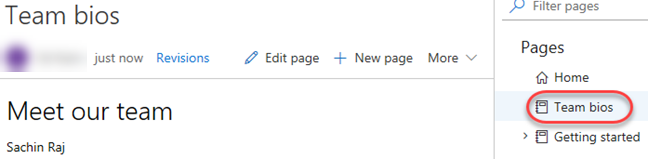 Team bios
just now Revisions Edit page New page More
Meet our team
Sachin Raj
Filter pages
Pages
Home
Team bios
Getting started